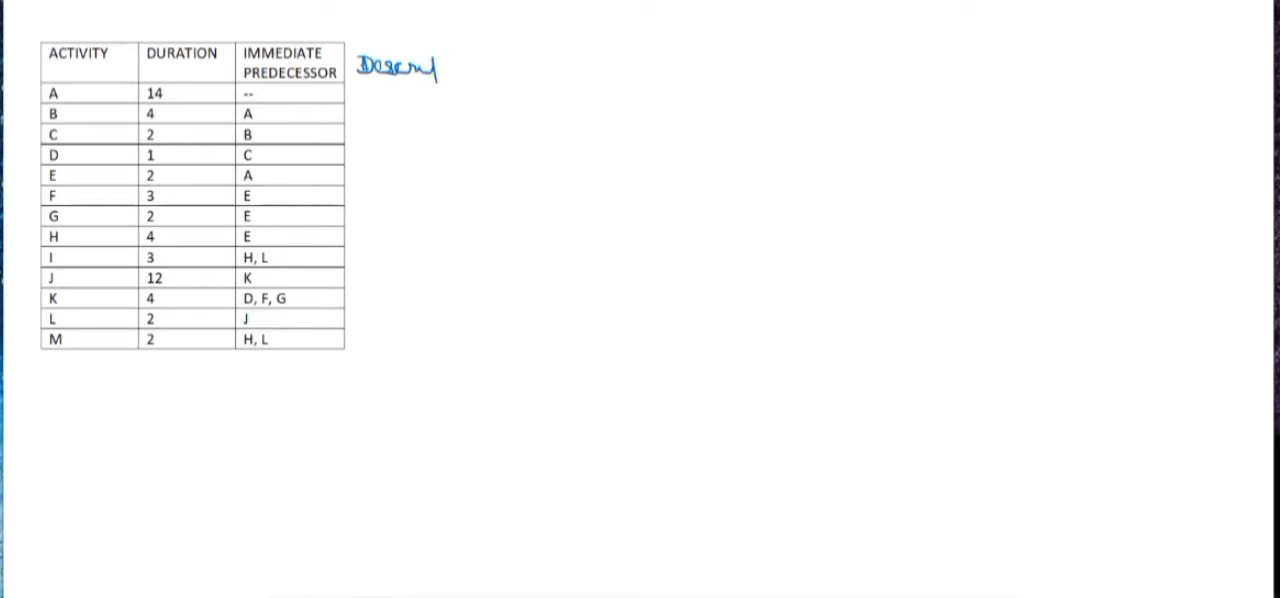 ACTIVITY DURATION IMMEDIATE PREDECESSOR
A 14 --
B 4 A
C 2 B
D 1 C
E 2 A
F 3 E
G 2 E
H 4 E
I 3 H, L
J 12 K
K 4 D, F, G
L 2 J
M 2 H, L